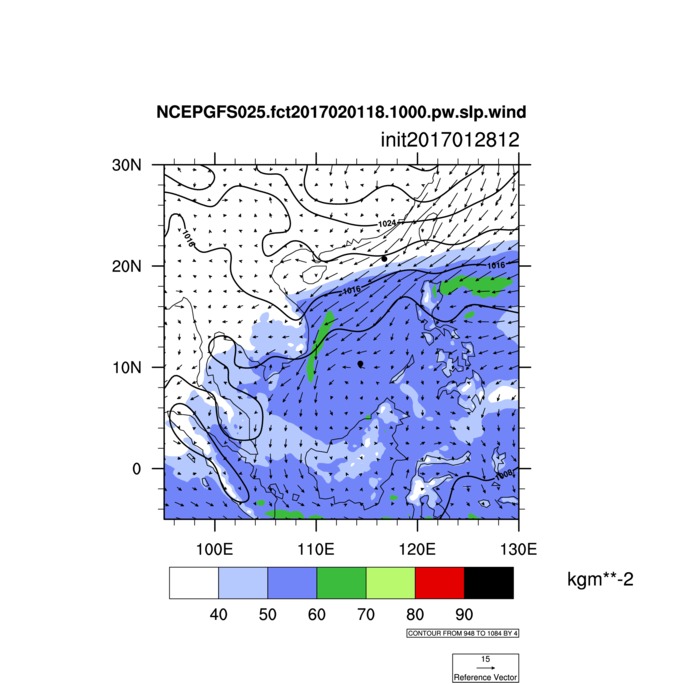 NCEPGFS025.fct2017020118.1000.pw.slp.wind
init2017012812
30N
1024
1016
20N
1016
1016
10N
0
1008
100E 110E 120E 130E
kgm**-2
40 50 60 70 80 90
CONTOUR FROM 948 TO 1084 BY 4
15
Reference Vector